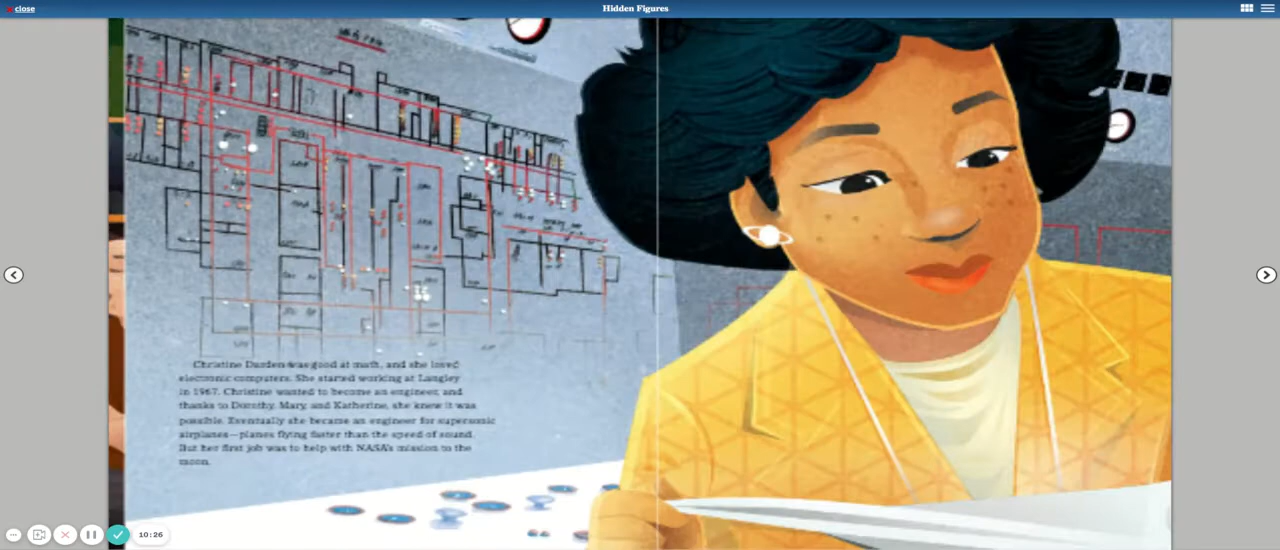 close
Hidden Figures
Christine Darden was good at math, and she loved
electronic computers. She started working at Langley
in 1967. Christine wanted to become an engineer, and
thanks to Dorothy, Mary, and Katherine, she knew it was
possible. Eventually she became an engineer for supersonic
airplanes—planes flying faster than the speed of sound.
But her first job was to help with NASA's mission to the
moon.
10:26